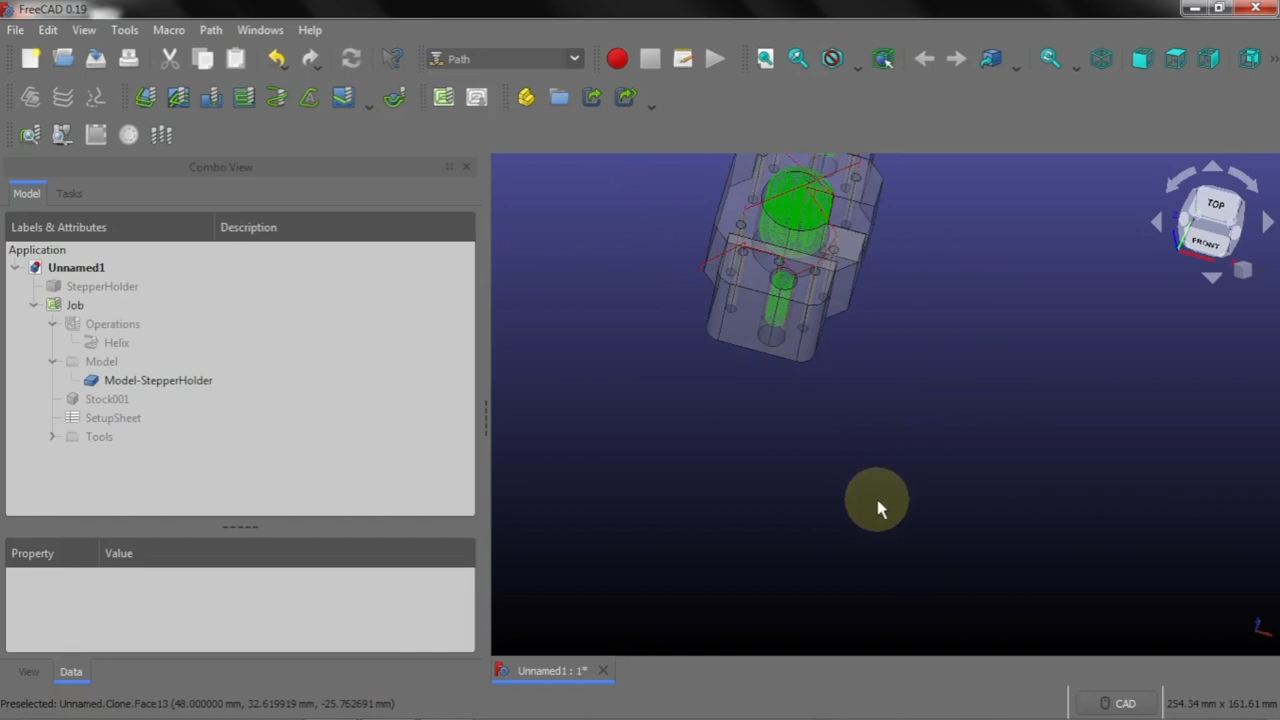 FreeCAD 0.19
File Edit View Tools Macro Path Windows Help
Path
Combo View
Model Tasks
Labels & Attributes Description
Application
Unnamed1
StepperHolder
Job
Operations
Helix
Model
Model-StepperHolder
Stock001
SetupSheet
Tools
Property Value
View Data
TOP
FRONT
Unnamed1 : 1*
Preselected: Unnamed.Clone.Face13 (48.000000 mm, 32.619919 mm, -25.762691 mm)
CAD
254.34 mm x 161.61 mm